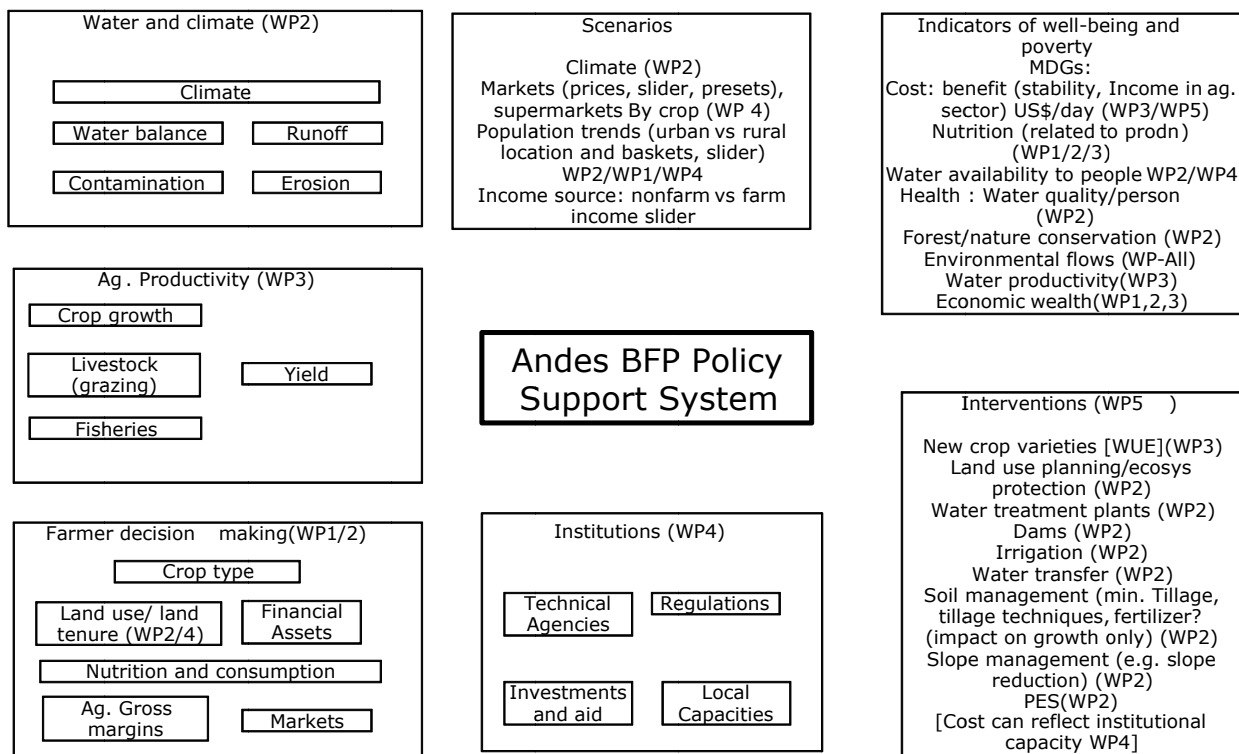 Water and climate (WP2)
Climate
Water balance
Runoff
Contamination
Erosion
Scenarios
Climate (WP2)
Markets (prices, slider, presets),
supermarkets By crop (WP 4)
Population trends (urban vs rural
location and baskets, slider)
WP2/WP1/WP4
Income source: nonfarm vs farm
income slider
Indicators of well-being and
poverty
MDGs:
Cost: benefit (stability, Income in ag.
sector) US$/day (WP3/WP5)
Nutrition (related to prodn)
(WP1/2/3)
Water availability to people WP2/WP4
Health : Water quality/person
(WP2)
Forest/nature conservation (WP2)
Environmental flows (WP-All)
Water productivity(WP3)
Economic wealth(WP1,2,3)
Ag . Productivity (WP3)
Crop growth
Livestock
(grazing)
Yield
Fisheries
Andes BFP Policy
Support System
Interventions (WP5 )
New crop varieties [WUE](WP3)
Land use planning/ecosys
protection (WP2)
Water treatment plants (WP2)
Dams (WP2)
Irrigation (WP2)
Water transfer (WP2)
Soil management (min. Tillage,
tillage techniques, fertilizer?
(impact on growth only) (WP2)
Slope management (e.g. slope
reduction) (WP2)
PES(WP2)
[Cost can reflect institutional
capacity WP4]
Farmer decision making(WP1/2)
Crop type
Land use/ land
tenure (WP2/4)
Financial
Assets
Nutrition and consumption
Ag. Gross
margins
Markets
Institutions (WP4)
Technical
Agencies
Regulations
Investments
and aid
Local
Capacities